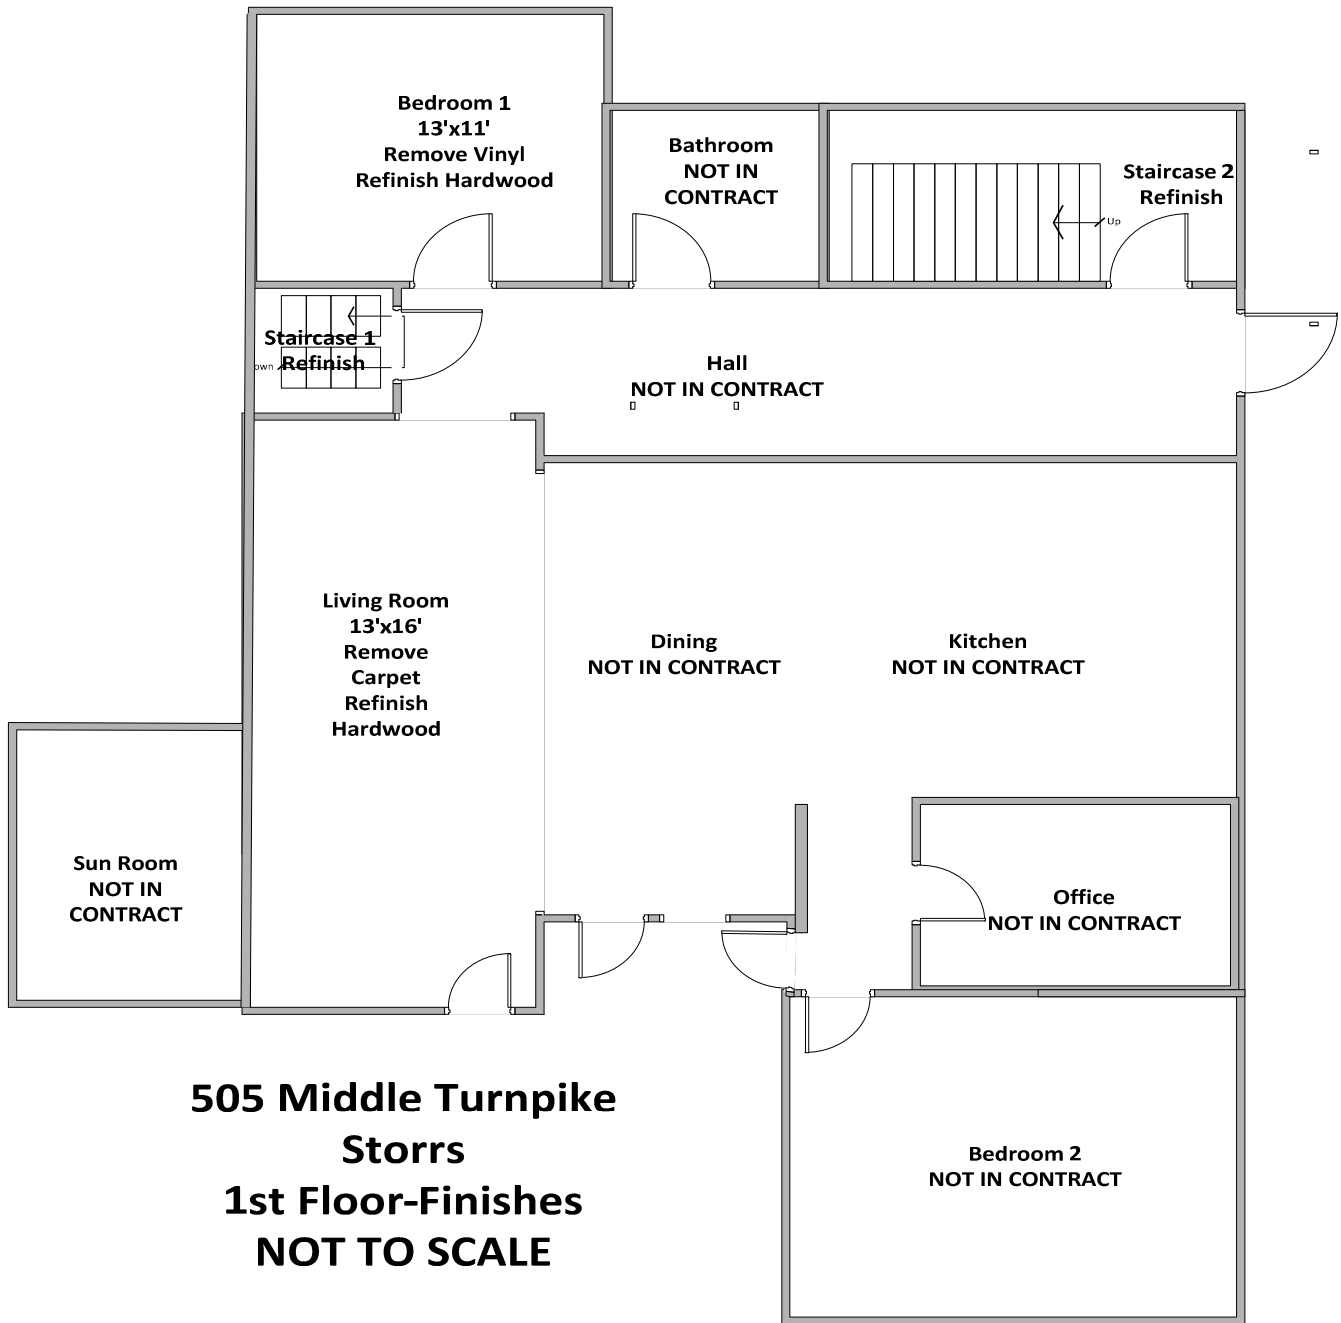 Bedroom 1
13'x11'
Remove Vinyl
Refinish Hardwood
Bathroom
NOT IN
CONTRACT
Staircase 2
Refinish
Up
Staircase 1
Refinish
own
Hall
NOT IN CONTRACT
Living Room
13'x16'
Remove
Carpet
Refinish
Hardwood
Dining
NOT IN CONTRACT
Kitchen
NOT IN CONTRACT
Sun Room
NOT IN
CONTRACT
Office
NOT IN CONTRACT
Bedroom 2
NOT IN CONTRACT
505 Middle Turnpike
Storrs
1st Floor-Finishes
NOT TO SCALE